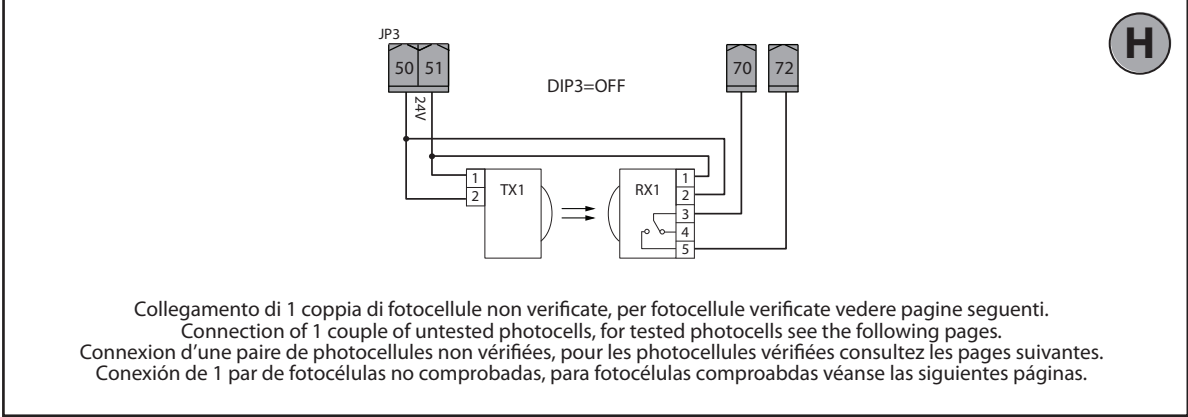 JP3
H
50 51
70 72
DIP3=OFF
24V
1
2
TX1
RX1
1
2
3
4
5
Collegamento di 1 coppia di fotocellule non verificate, per fotocellule verificate vedere pagine seguenti.
Connection of 1 couple of untested photocells, for tested photocells see the following pages.
Connexion d'une paire de photocellules non vérifiées, pour les photocellules vérifiées consultez les pages suivantes.
Conexión de 1 par de fotocélulas no comprobadas, para fotocélulas comproabdas véanse las siguientes páginas.